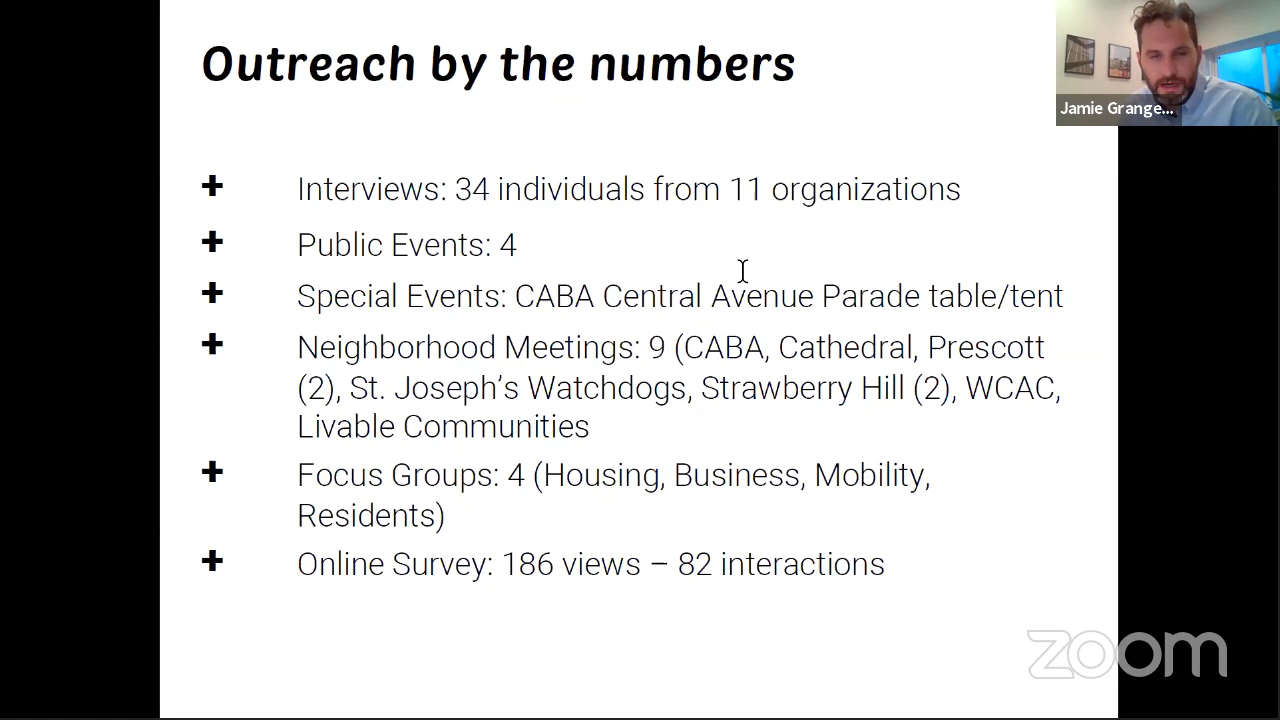 Outreach by the numbers
Jamie Grange...
+ Interviews: 34 individuals from 11 organizations
+ Public Events: 4
+ Special Events: CABA Central Avenue Parade table/tent
+ Neighborhood Meetings: 9 (CABA, Cathedral, Prescott
(2), St. Joseph’s Watchdogs, Strawberry Hill (2), WCAC,
Livable Communities
+ Focus Groups: 4 (Housing, Business, Mobility,
Residents)
+ Online Survey: 186 views – 82 interactions
zoom